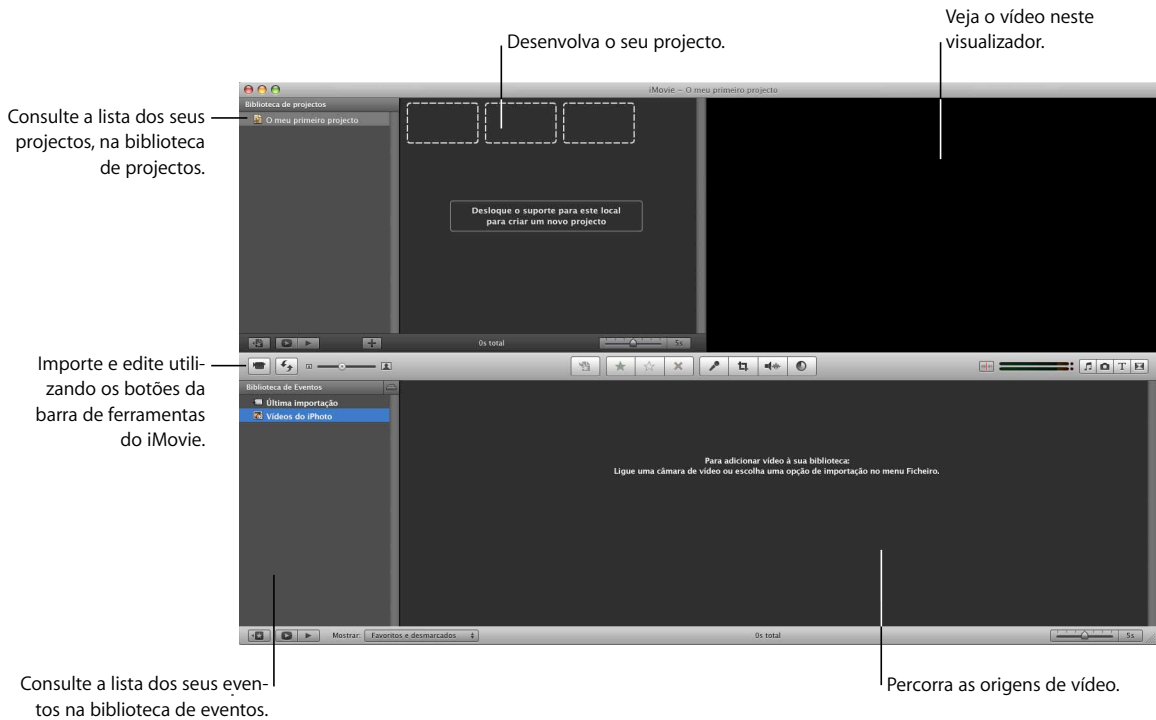 Desenvolva o seu projecto.
Veja o vídeo neste
visualizador.
Consulte a lista dos seus
projectos, na biblioteca
de projectos.
iMovie – O meu primeiro projecto
Biblioteca de projectos
O meu primeiro projecto
Desloque o suporte para este local
para criar um novo projecto
0s total
5s
Importe e edite utili-
zando os botões da
barra de ferramentas
do iMovie.
T
Biblioteca de Eventos
Última importação
Vídeos do iPhoto
Para adicionar vídeo à sua biblioteca:
Ligue uma câmara de vídeo ou escolha uma opção de importação no menu Ficheiro.
Mostrar:
Favoritos e desmarcados
0s total
5s
Consulte a lista dos seus even-
tos na biblioteca de eventos.
Percorra as origens de vídeo.